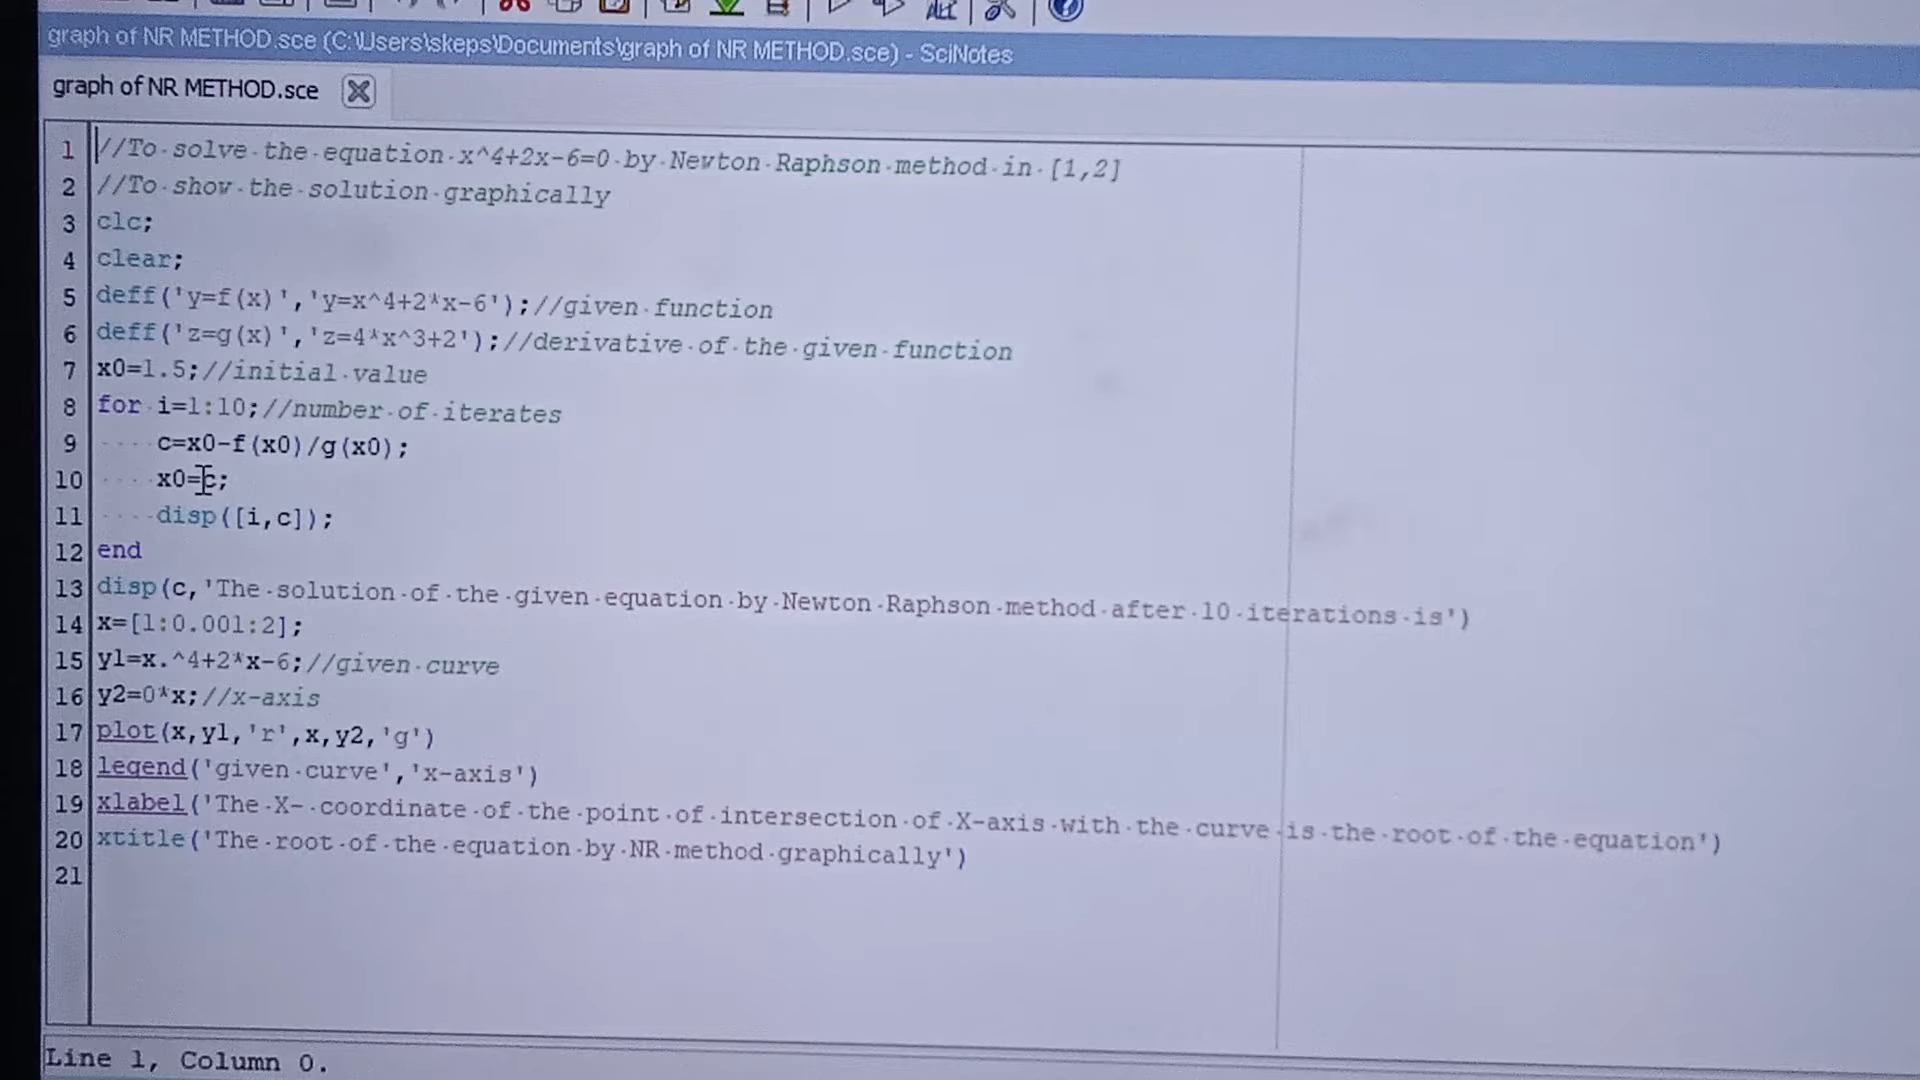 graph of NR METHOD.sce (C:\Users\skeps\Documents\graph of NR METHOD.sce) - SciNotes
graph of NR METHOD.sce
1 //To solve the equation x^4+2x-6=0 by Newton Raphson method in [1,2]
2 //To show the solution graphically
3 clc;
4 clear;
5 deff('y=f(x)','y=x^4+2*x-6');//given function
6 deff('z=g(x)','z=4*x^3+2');//derivative of the given function
7 x0=1.5;//initial value
8 for i=1:10;//number of iterates
9 c=x0-f(x0)/g(x0);
10 x0=c;
11 disp([i,c]);
12 end
13 disp(c,'The solution of the given equation by Newton Raphson method after 10 iterations is')
14 x=[1:0.001:2];
15 y1=x.^4+2*x-6;//given curve
16 y2=0*x;//x-axis
17 plot(x,y1,'r',x,y2,'g')
18 legend('given curve','x-axis')
19 xlabel('The X- coordinate of the point of intersection of X-axis with the curve is the root of the equation')
20 xtitle('The root of the equation by NR method graphically')
21
Line 1, Column 0.